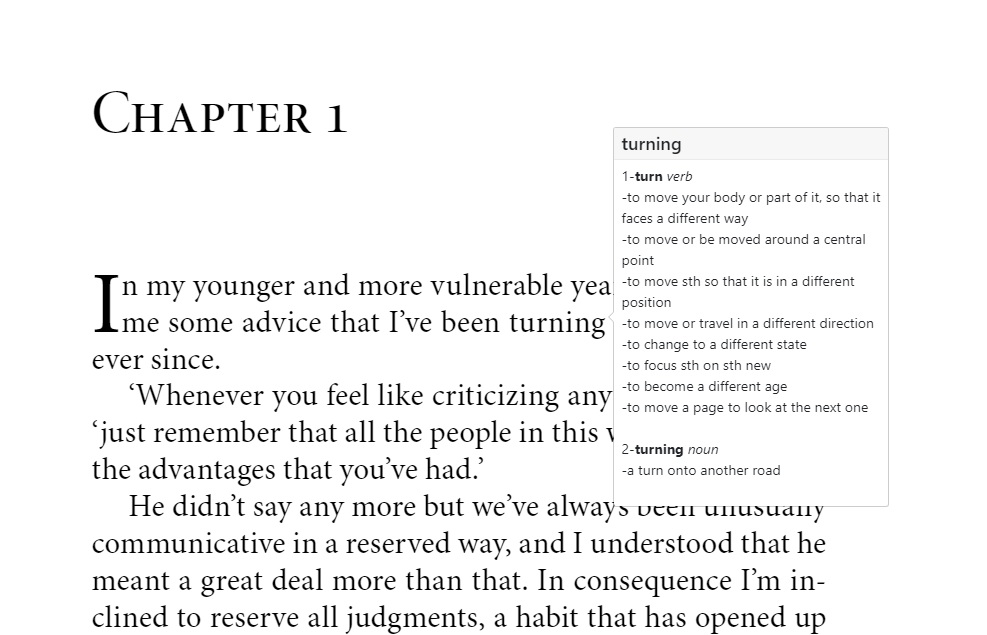 CHAPTER 1
In my younger and more vulnerable yea
me some advice that I've been turning
ever since.
'Whenever you feel like criticizing any
'just remember that all the people in this
the advantages that you've had.'
He didn't say any more but we've always been unusually
communicative in a reserved way, and I understood that he
meant a great deal more than that. In consequence I'm in-
clined to reserve all judgments, a habit that has opened up
turning
1-turn verb
-to move your body or part of it, so that it
faces a different way
-to move or be moved around a central
point
-to move sth so that it is in a different
position
-to move or travel in a different direction
-to change to a different state
-to focus sth on sth new
-to become a different age
-to move a page to look at the next one
2-turning noun
-a turn onto another road